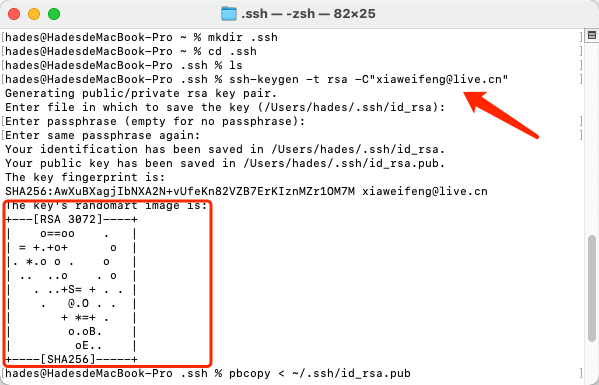 .ssh — -zsh — 82×25
[hades@HadesdeMacBook-Pro ~ % mkdir .ssh ]
[hades@HadesdeMacBook-Pro ~ % cd .ssh ]
[hades@HadesdeMacBook-Pro .ssh % ls ]
[hades@HadesdeMacBook-Pro .ssh % ssh-keygen -t rsa -C"xiaweifeng@live.cn" ]
Generating public/private rsa key pair.
Enter file in which to save the key (/Users/hades/.ssh/id_rsa):
[Enter passphrase (empty for no passphrase): ]
[Enter same passphrase again: ]
Your identification has been saved in /Users/hades/.ssh/id_rsa.
Your public key has been saved in /Users/hades/.ssh/id_rsa.pub.
The key fingerprint is:
SHA256:AwXuBXagjIbNXA2N+vUfeKn82VZB7ErKIznMZr1OM7M xiaweifeng@live.cn
The key's randomart image is:
+---[RSA 3072]----+
|    o==oo    .   |
| = +.+o+      o  |
|. *.o o .    o   |
| ..  ..o    . o  |
|   . ..+S= + . . |
|    .   @.O . .  |
|       + *=+ .   |
|        o.oB.    |
|         oE..    |
+----[SHA256]-----+
[hades@HadesdeMacBook-Pro .ssh % pbcopy < ~/.ssh/id_rsa.pub ]